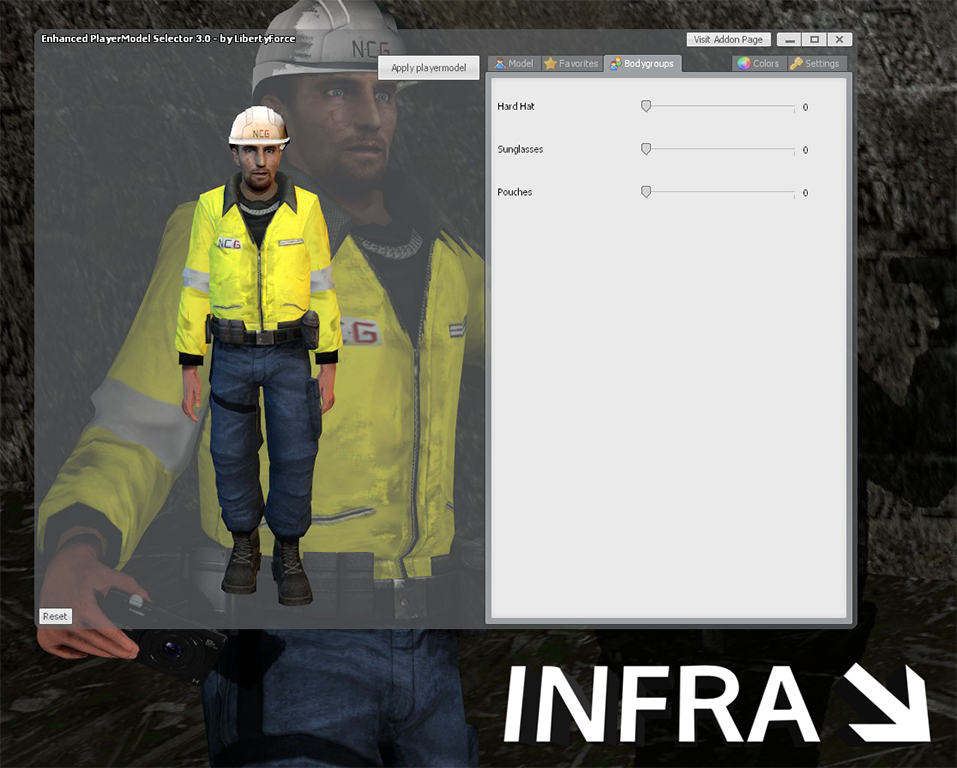 Enhanced PlayerModel Selector 3.0 - by LibertyForce
Visit Addon Page
NCG
Apply playermodel
Model
Favorites
Bodygroups
Colors
Settings
Hard Hat
0
NCG
Sunglasses
0
Pouches
0
NCG
CG
Reset
INFRA